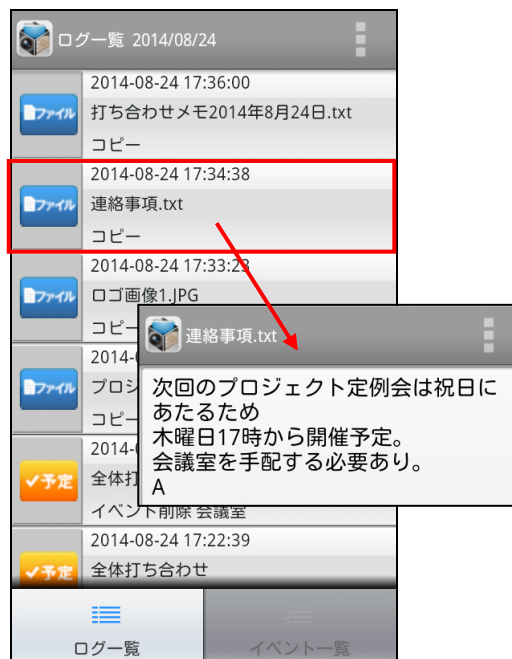 ログ一覧 2014/08/24
2014-08-24 17:36:00
ファイル
打ち合わせメモ2014年8月24日.txt
コピー
2014-08-24 17:34:38
ファイル
連絡事項.txt
コピー
2014-08-24 17:33:23
ファイル
ロゴ画像1.JPG
コピー
2014-
ファイル
プロジ
コピー
連絡事項.txt
次回のプロジェクト定例会は祝日に
あたるため
木曜日17時から開催予定。
会議室を手配する必要あり。
A
2014-
予定
全体打
イベント削除 会議室
2014-08-24 17:22:39
予定
全体打ち合わせ
ログ一覧
イベント一覧